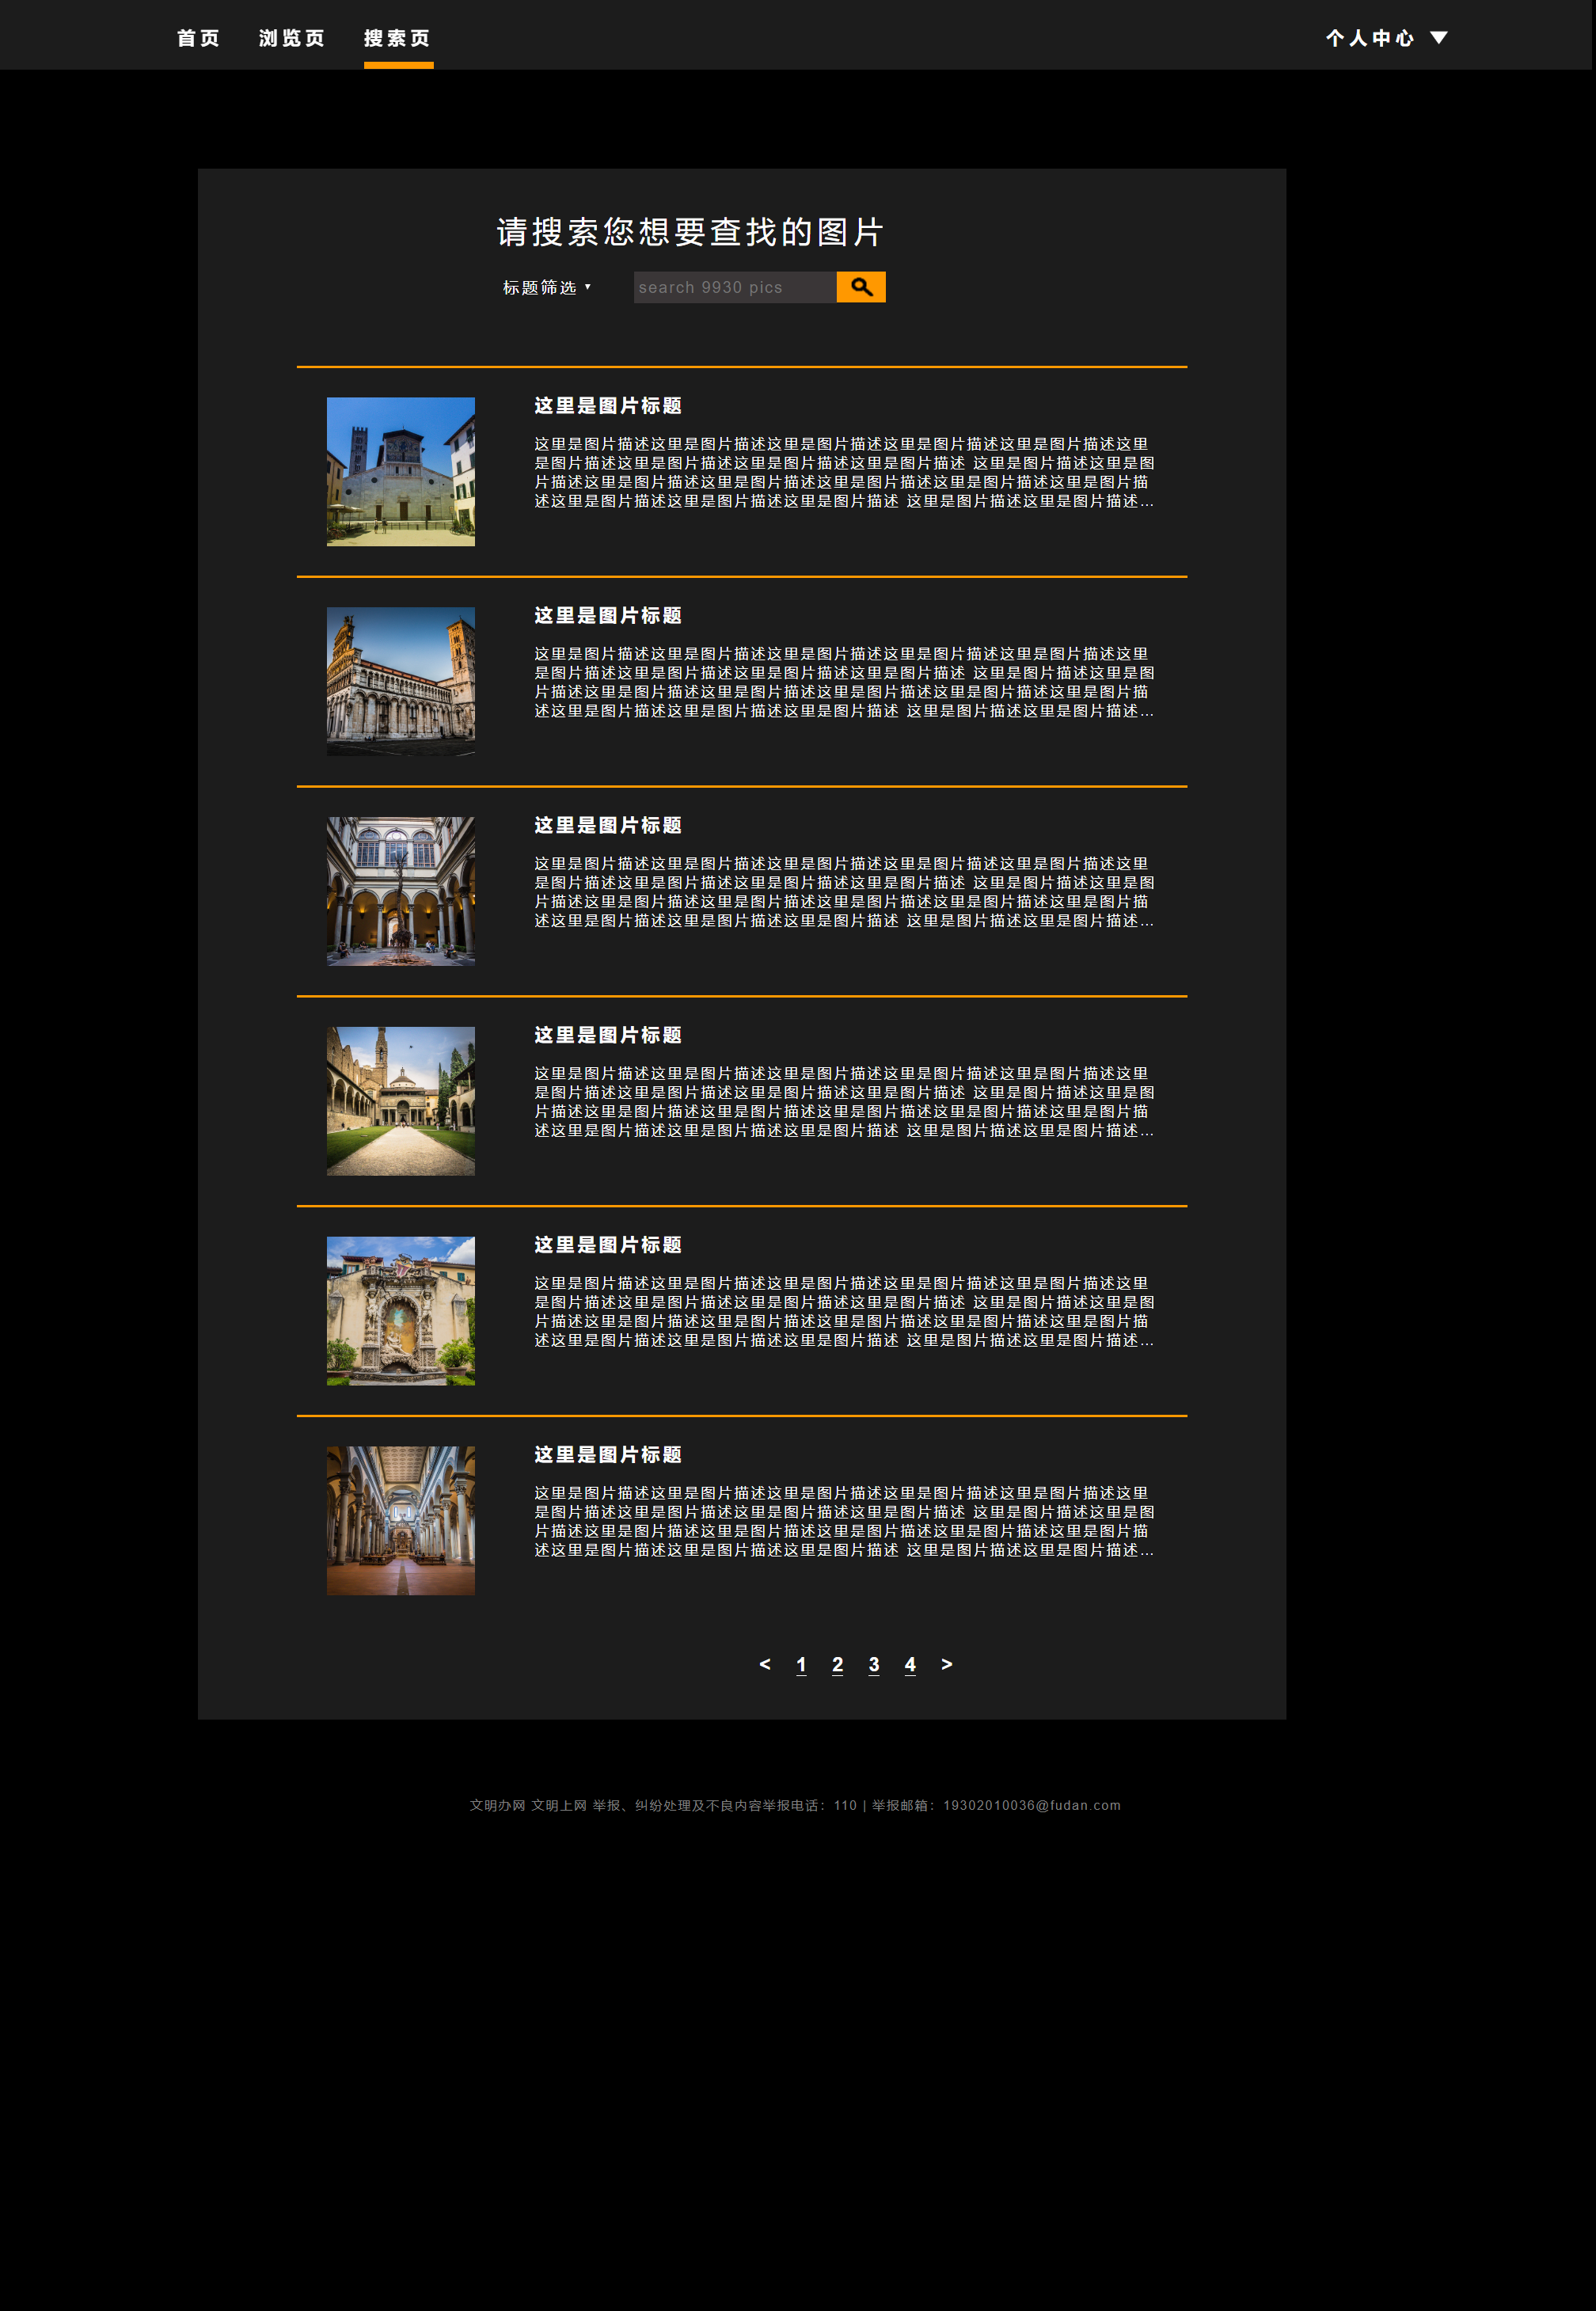 首页 浏览页 搜索页 个人中心 ▼
请搜索您想要查找的图片
标题筛选 ▼ search 9930 pics
这里是图片标题
这里是图片描述这里是图片描述这里是图片描述这里是图片描述这里是图片描述这里
是图片描述这里是图片描述这里是图片描述这里是图片描述 这里是图片描述这里是图
片描述这里是图片描述这里是图片描述这里是图片描述这里是图片描述这里是图片描
述这里是图片描述这里是图片描述这里是图片描述 这里是图片描述这里是图片描述...
这里是图片标题
这里是图片描述这里是图片描述这里是图片描述这里是图片描述这里是图片描述这里
是图片描述这里是图片描述这里是图片描述这里是图片描述 这里是图片描述这里是图
片描述这里是图片描述这里是图片描述这里是图片描述这里是图片描述这里是图片描
述这里是图片描述这里是图片描述这里是图片描述 这里是图片描述这里是图片描述...
这里是图片标题
这里是图片描述这里是图片描述这里是图片描述这里是图片描述这里是图片描述这里
是图片描述这里是图片描述这里是图片描述这里是图片描述 这里是图片描述这里是图
片描述这里是图片描述这里是图片描述这里是图片描述这里是图片描述这里是图片描
述这里是图片描述这里是图片描述这里是图片描述 这里是图片描述这里是图片描述...
这里是图片标题
这里是图片描述这里是图片描述这里是图片描述这里是图片描述这里是图片描述这里
是图片描述这里是图片描述这里是图片描述这里是图片描述 这里是图片描述这里是图
片描述这里是图片描述这里是图片描述这里是图片描述这里是图片描述这里是图片描
述这里是图片描述这里是图片描述这里是图片描述 这里是图片描述这里是图片描述...
这里是图片标题
这里是图片描述这里是图片描述这里是图片描述这里是图片描述这里是图片描述这里
是图片描述这里是图片描述这里是图片描述这里是图片描述 这里是图片描述这里是图
片描述这里是图片描述这里是图片描述这里是图片描述这里是图片描述这里是图片描
述这里是图片描述这里是图片描述这里是图片描述 这里是图片描述这里是图片描述...
这里是图片标题
这里是图片描述这里是图片描述这里是图片描述这里是图片描述这里是图片描述这里
是图片描述这里是图片描述这里是图片描述这里是图片描述 这里是图片描述这里是图
片描述这里是图片描述这里是图片描述这里是图片描述这里是图片描述这里是图片描
述这里是图片描述这里是图片描述这里是图片描述 这里是图片描述这里是图片描述...
< 1 2 3 4 >
文明办网 文明上网 举报、纠纷处理及不良内容举报电话：110 | 举报邮箱：19302010036@fudan.com